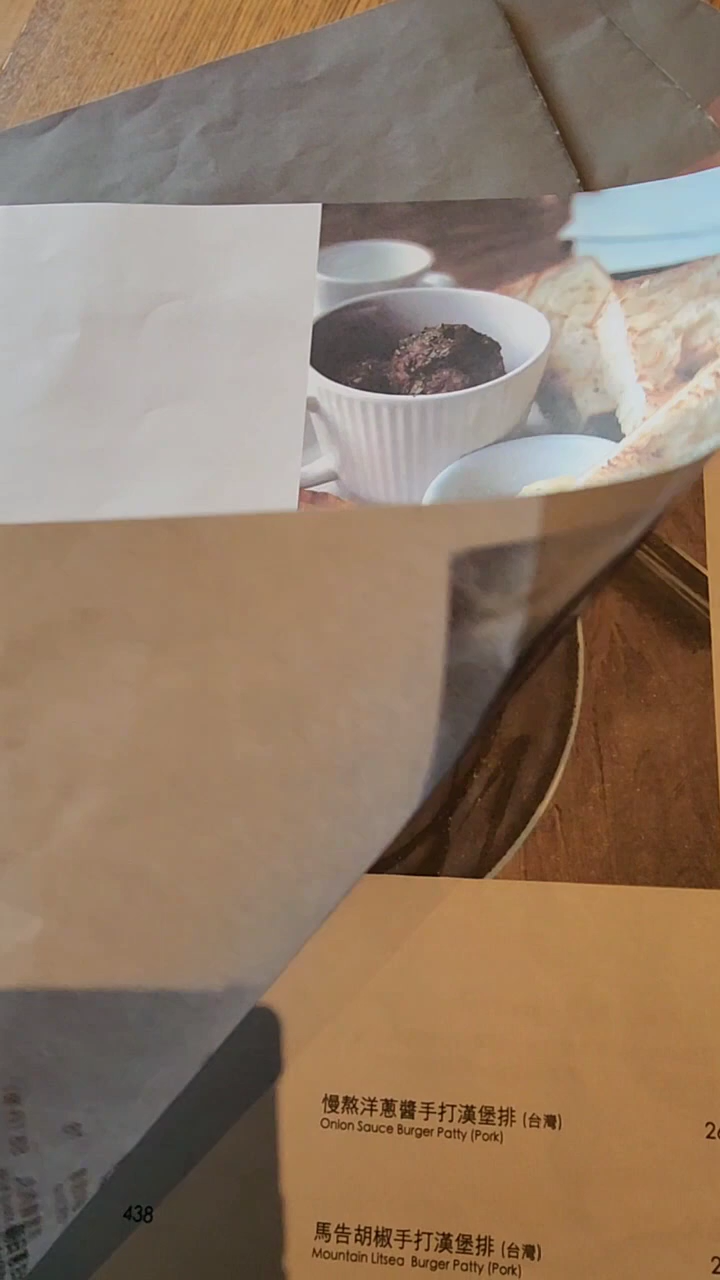 慢熬洋蔥醬手打漢堡排 (台灣)
Onion Sauce Burger Patty (Pork)
438
馬告胡椒手打漢堡排 (台灣)
Mountain Litsea Burger Patty (Pork)